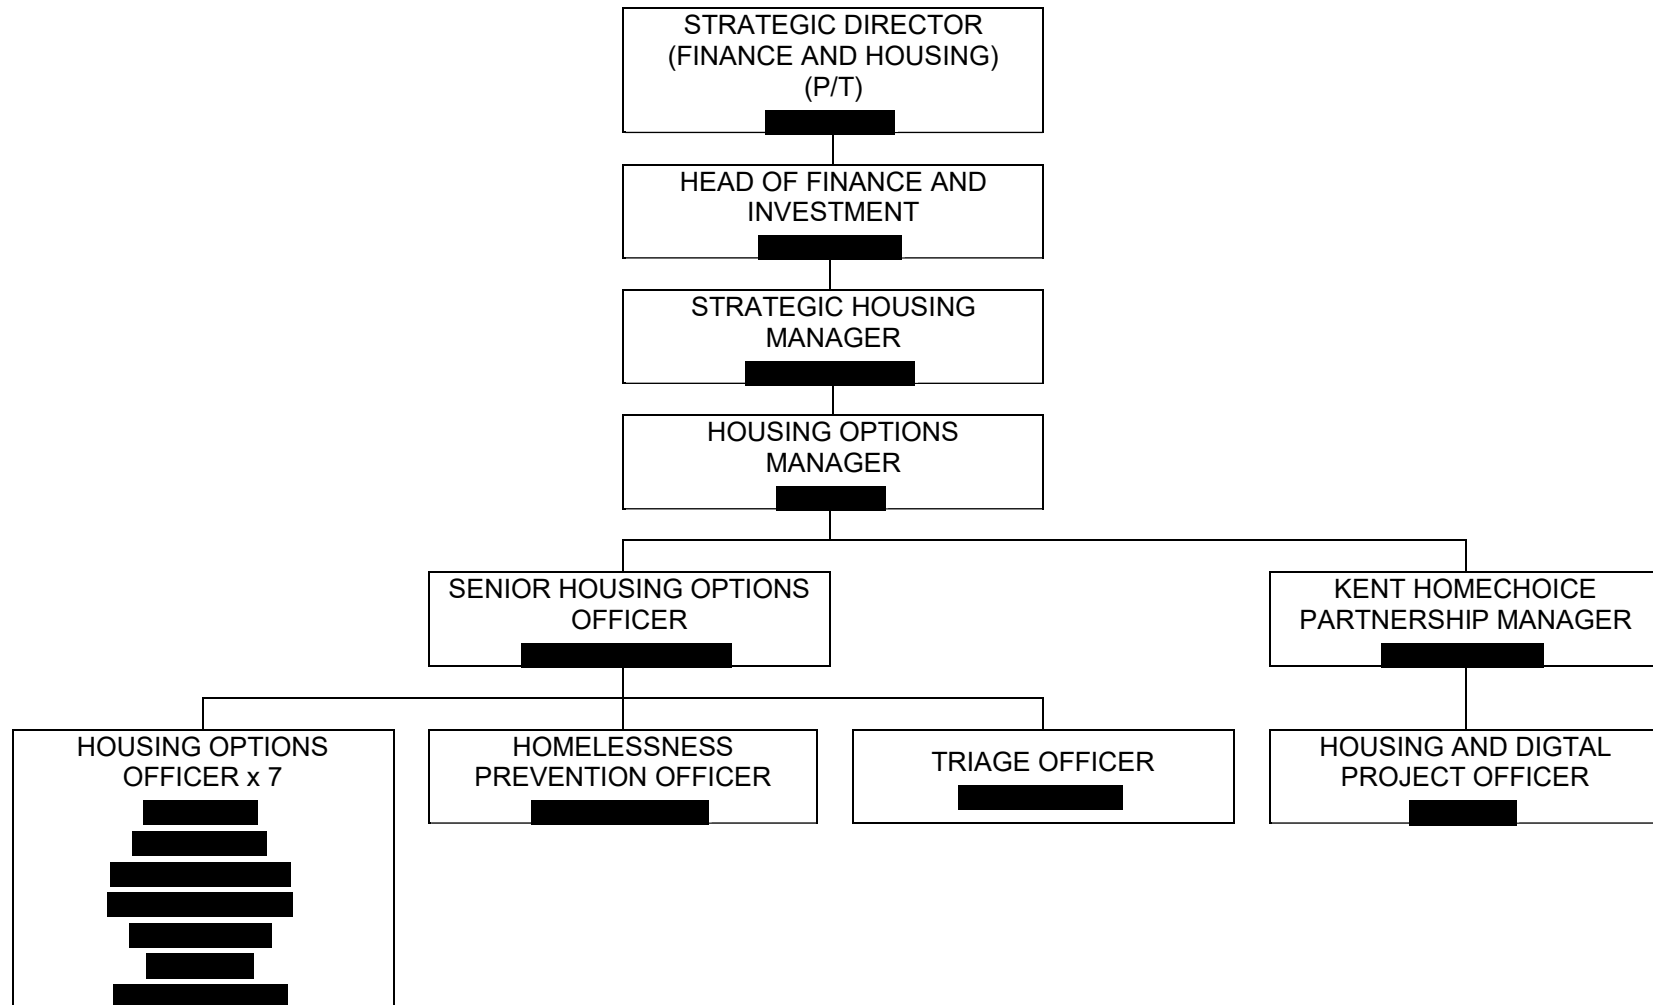 STRATEGIC DIRECTOR
(FINANCE AND HOUSING)
(P/T)
HEAD OF FINANCE AND
INVESTMENT
STRATEGIC HOUSING
MANAGER
HOUSING OPTIONS
MANAGER
SENIOR HOUSING OPTIONS
OFFICER
KENT HOMECHOICE
PARTNERSHIP MANAGER
HOUSING OPTIONS
OFFICER x 7
HOMELESSNESS
PREVENTION OFFICER
TRIAGE OFFICER
HOUSING AND DIGTAL
PROJECT OFFICER